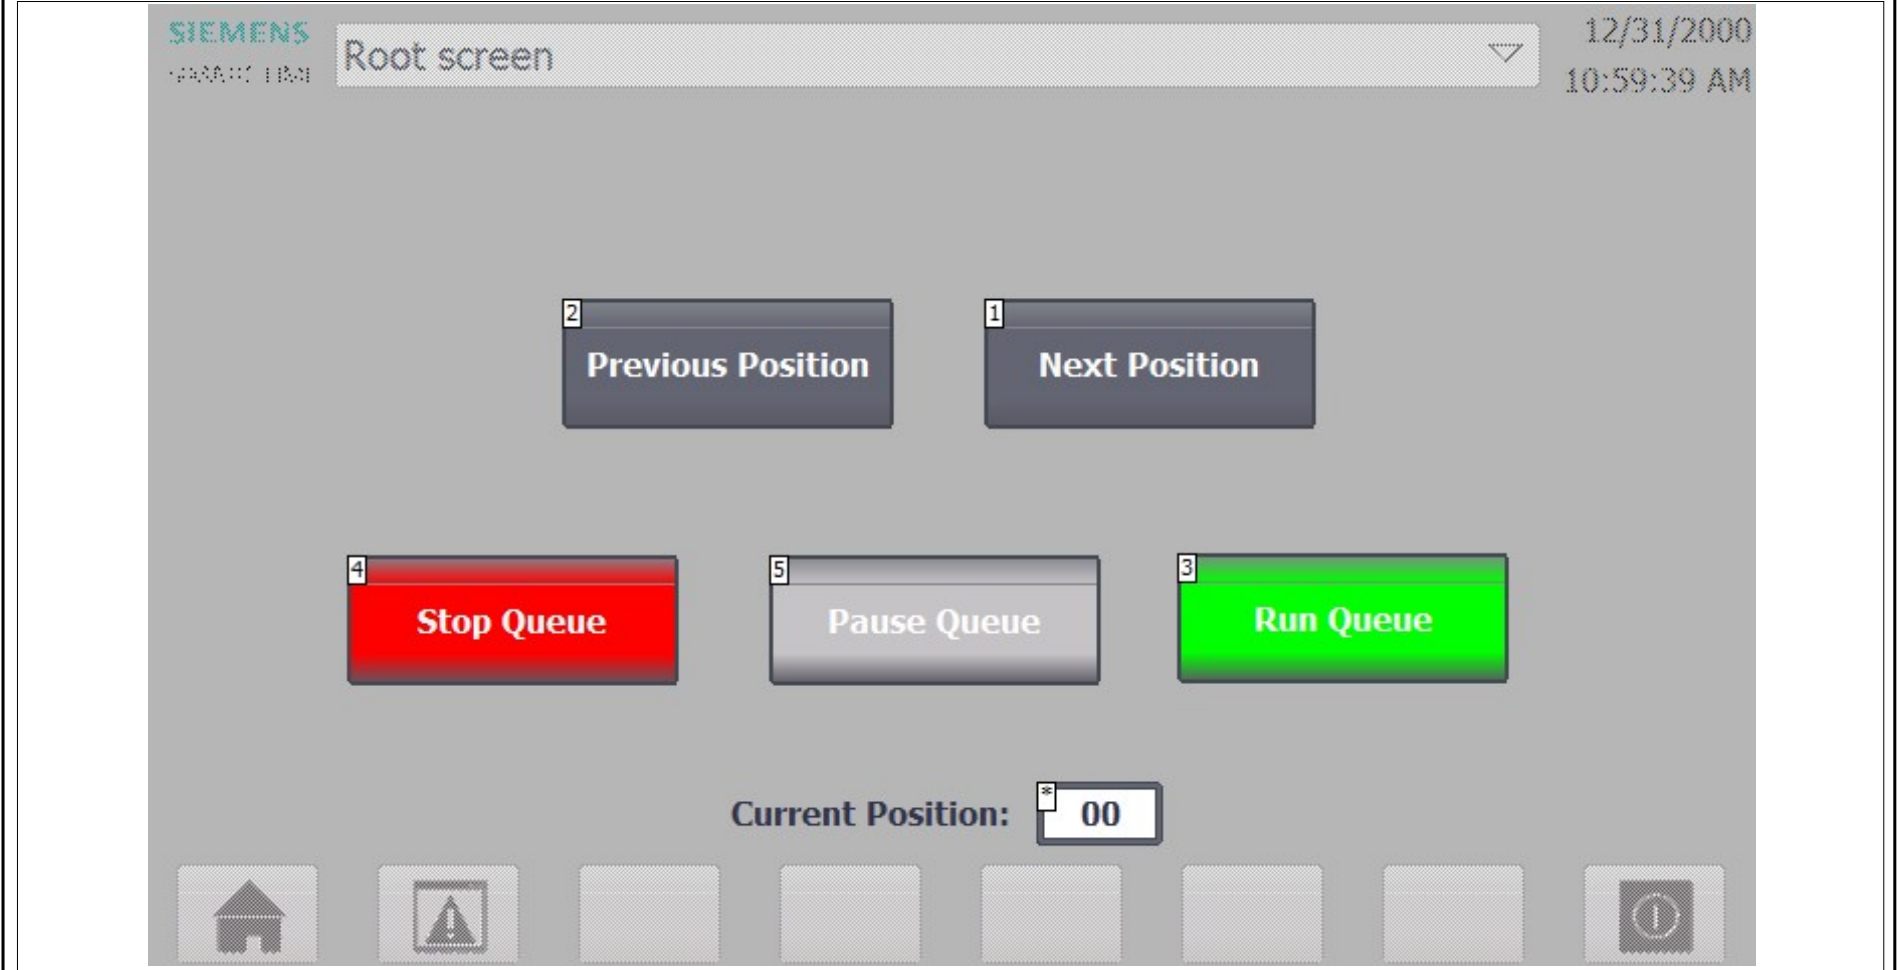 SIEMENS
Root screen
12/31/2000
10:59:39 AM
2
Previous Position
1
Next Position
4
Stop Queue
5
Pause Queue
3
Run Queue
Current Position:
*
00